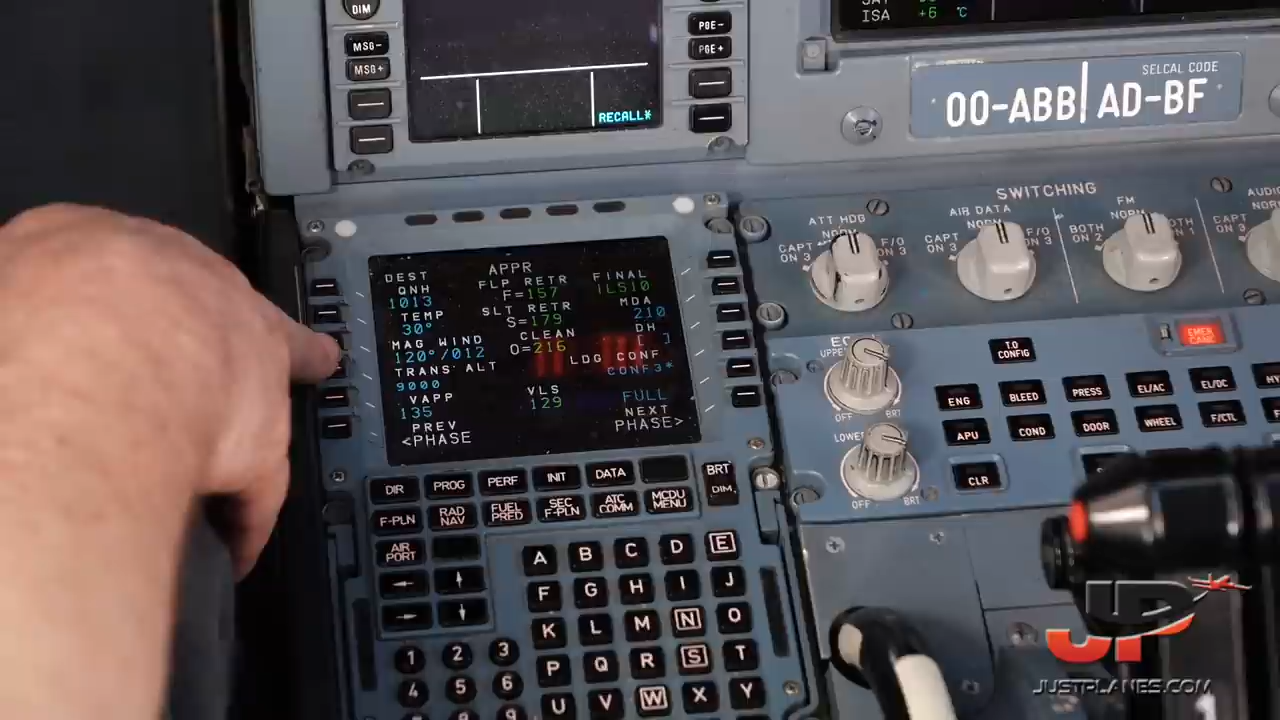 DIM
MSG-
MSG+
PGE-
PGE+
RECALL*
ISA +6 °C
SELCAL CODE
OO-ABB AD-BF
SWITCHING
ATT HDG
NORM
CAPT ON 3
F/O ON 3
AIR DATA
NORM
CAPT ON 3
F/O ON 3
FM
NORM
BOTH ON 2
BOTH ON 1
APPR
DEST
QNH
1013
TEMP
30°
MAG WIND
120°/012
TRANS ALT
9000
VAPP
135
PREV
<PHASE
FLP RETR
F=157
SLT RETR
S=179
CLEAN
O=216
VLS
129
FINAL
ILS10
MDA
210
DH
[ ]
LDG CONF
CONF3*
FULL
NEXT
PHASE>
UPPER
OFF BRT
LOWER
OFF BRT
T.O CONFIG
EMER CANC
ENG BLEED PRESS EL/AC EL/DC
APU COND DOOR WHEEL F/CTL
CLR
DIR PROG PERF INIT DATA
BRT DIM
F-PLN RAD NAV FUEL PRED SEC F-PLN ATC COMM MCDU MENU
AIR PORT
A B C D E
F G H I J
K L M N O
P Q R S T
U V W X Y
1 2 3
4 5 6
JP
JUSTPLANES.COM